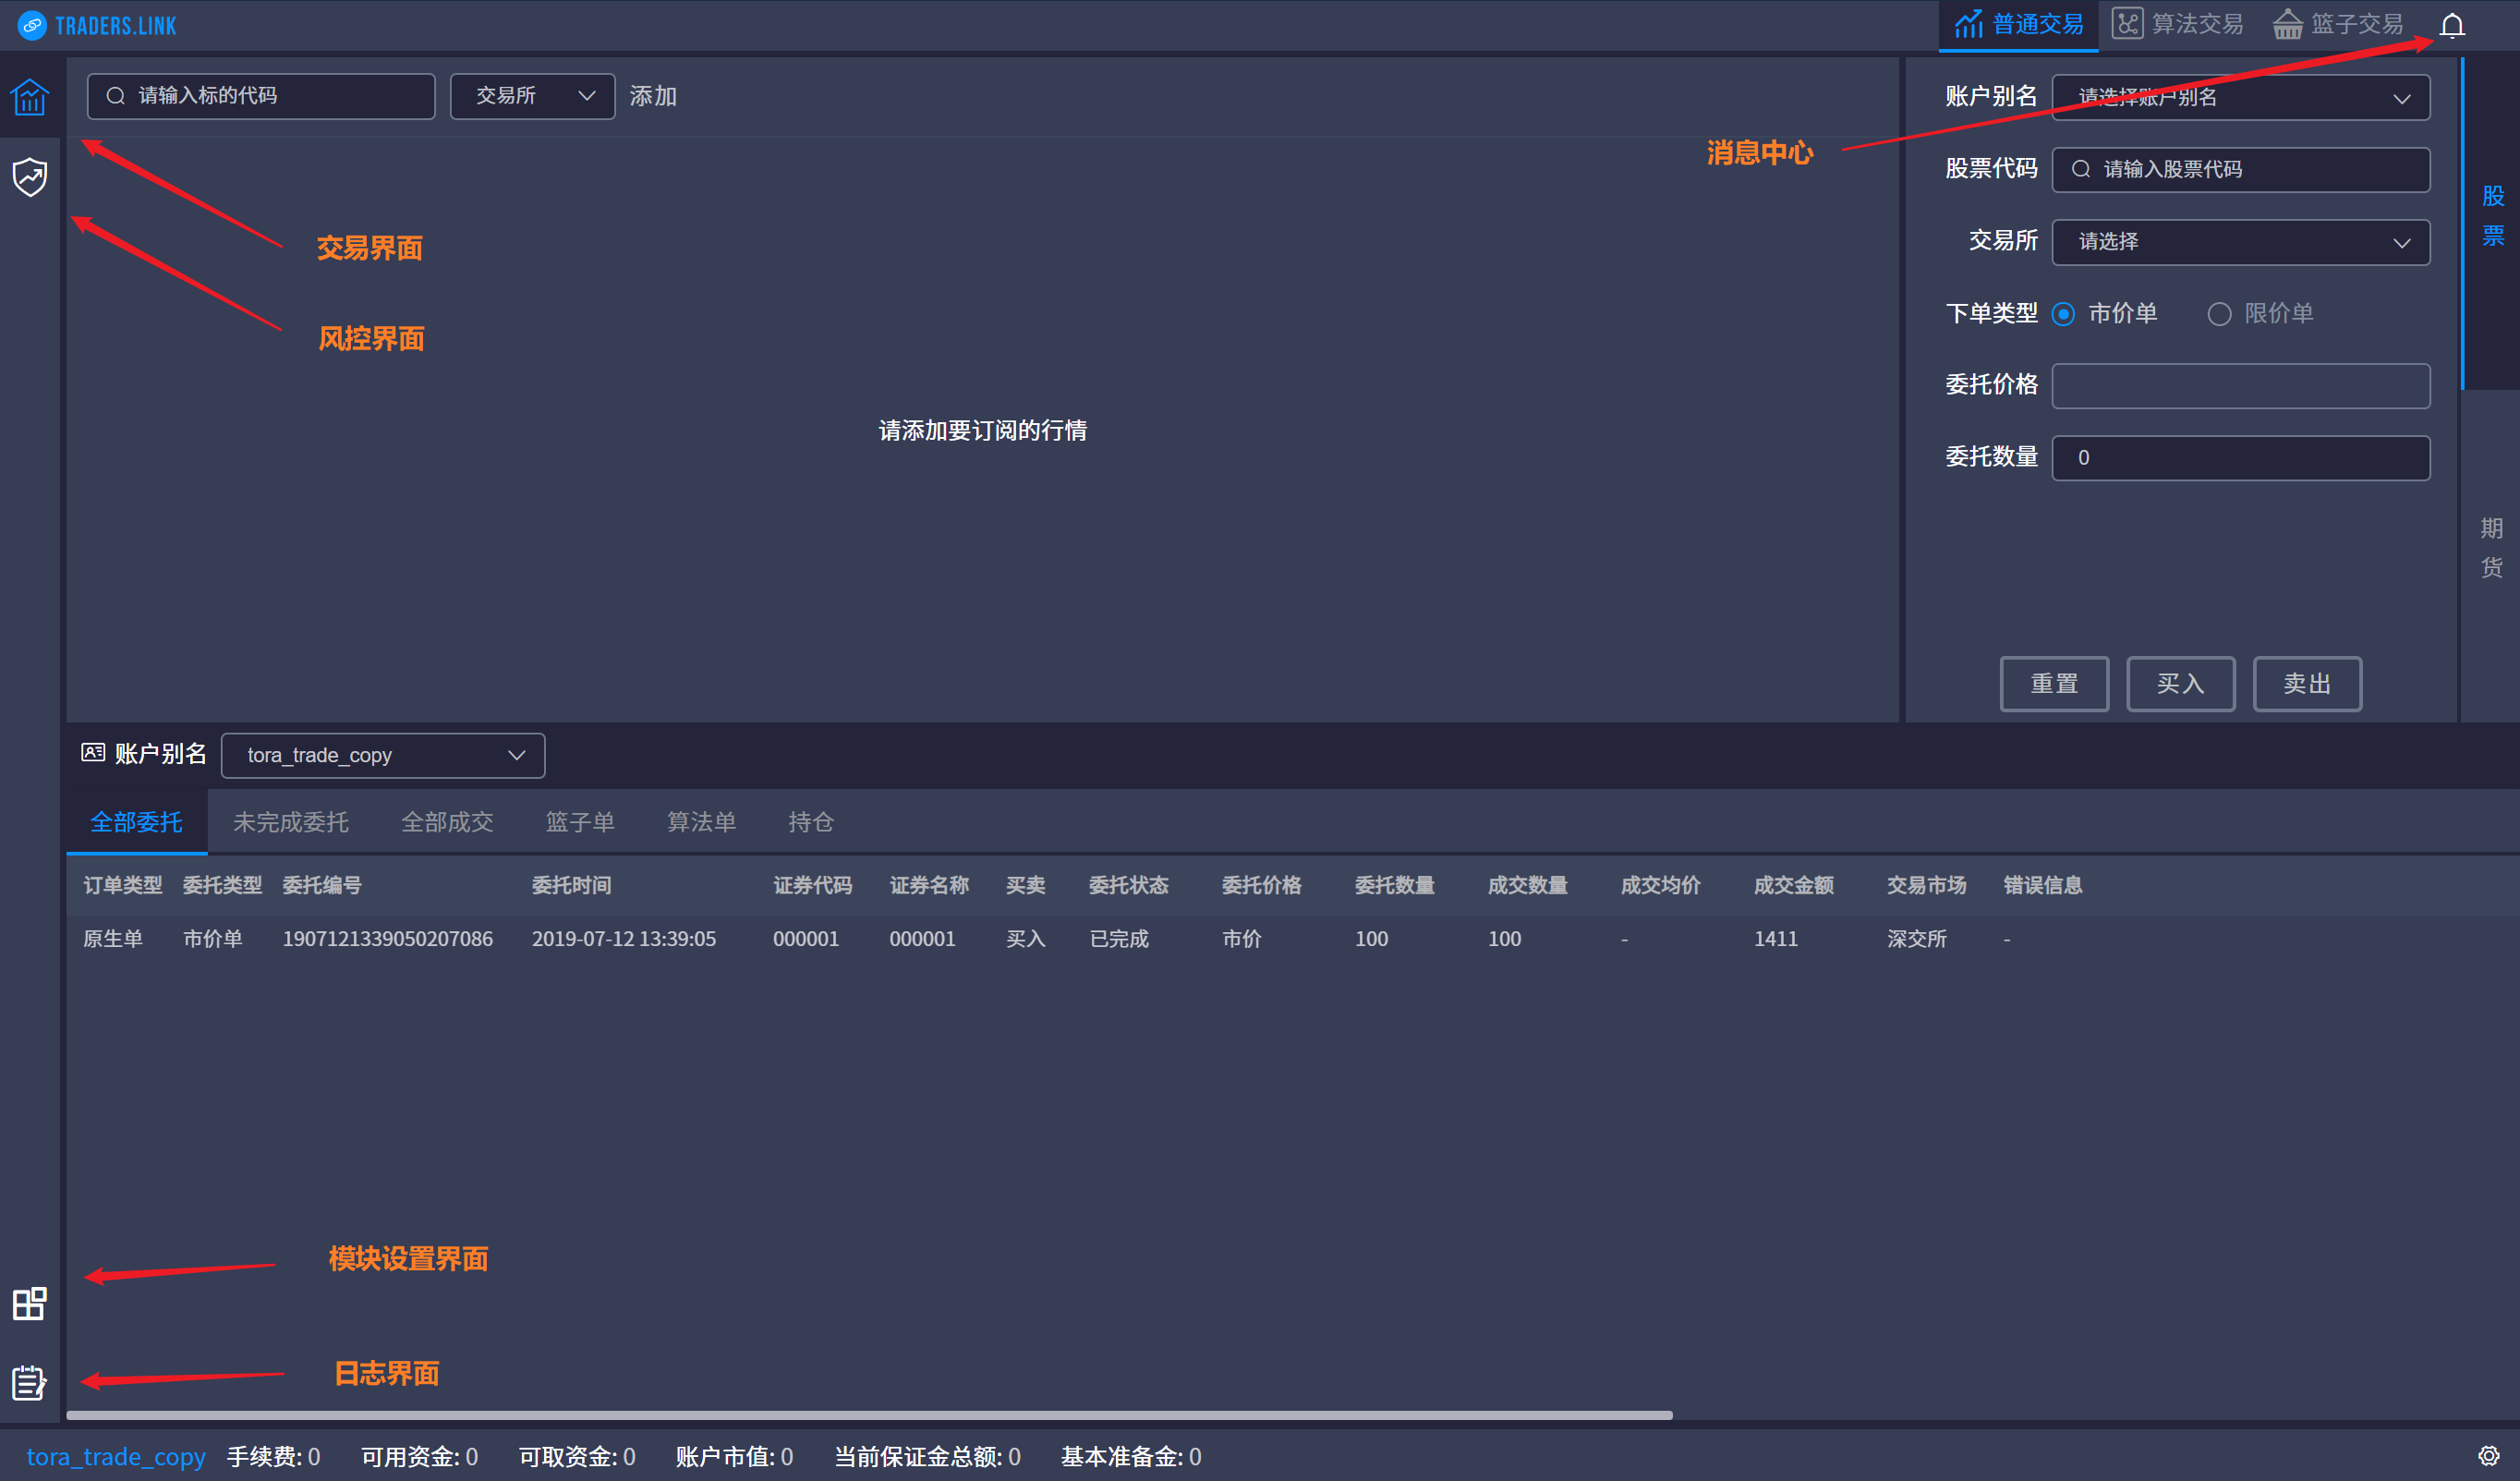 TRADERS.LINK
普通交易 算法交易 篮子交易
请输入标的代码 交易所 添加
消息中心
交易界面
风控界面
请添加要订阅的行情
账户别名 请选择账户别名
股票代码 请输入股票代码
交易所 请选择
下单类型 市价单 限价单
委托价格
委托数量 0
重置 买入 卖出
股票
期货
账户别名 tora_trade_copy
全部委托 未完成委托 全部成交 篮子单 算法单 持仓
订单类型 委托类型 委托编号 委托时间 证券代码 证券名称 买卖 委托状态 委托价格 委托数量 成交数量 成交均价 成交金额 交易市场 错误信息
原生单 市价单 1907121339050207086 2019-07-12 13:39:05 000001 000001 买入 已完成 市价 100 100 - 1411 深交所 -
模块设置界面
日志界面
tora_trade_copy 手续费: 0 可用资金: 0 可取资金: 0 账户市值: 0 当前保证金总额: 0 基本准备金: 0